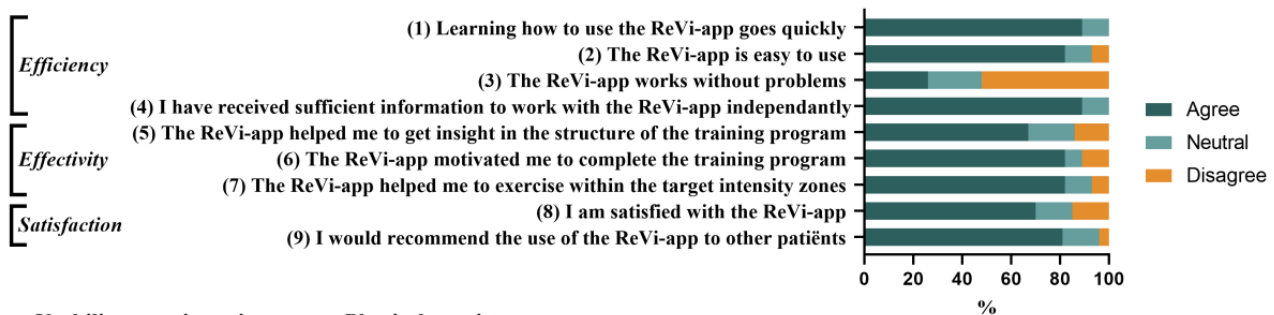 (1) Learning how to use the ReVi-app goes quickly
(2) The ReVi-app is easy to use
Efficiency
(3) The ReVi-app works without problems
(4) I have received sufficient information to work with the ReVi-app independantly
(5) The ReVi-app helped me to get insight in the structure of the training program
Effectivity
(6) The ReVi-app motivated me to complete the training program
(7) The ReVi-app helped me to exercise within the target intensity zones
(8) I am satisfied with the ReVi-app
Satisfaction
(9) I would recommend the use of the ReVi-app to other patiënts
0 20 40 60 80 100
%
Agree
Neutral
Disagree